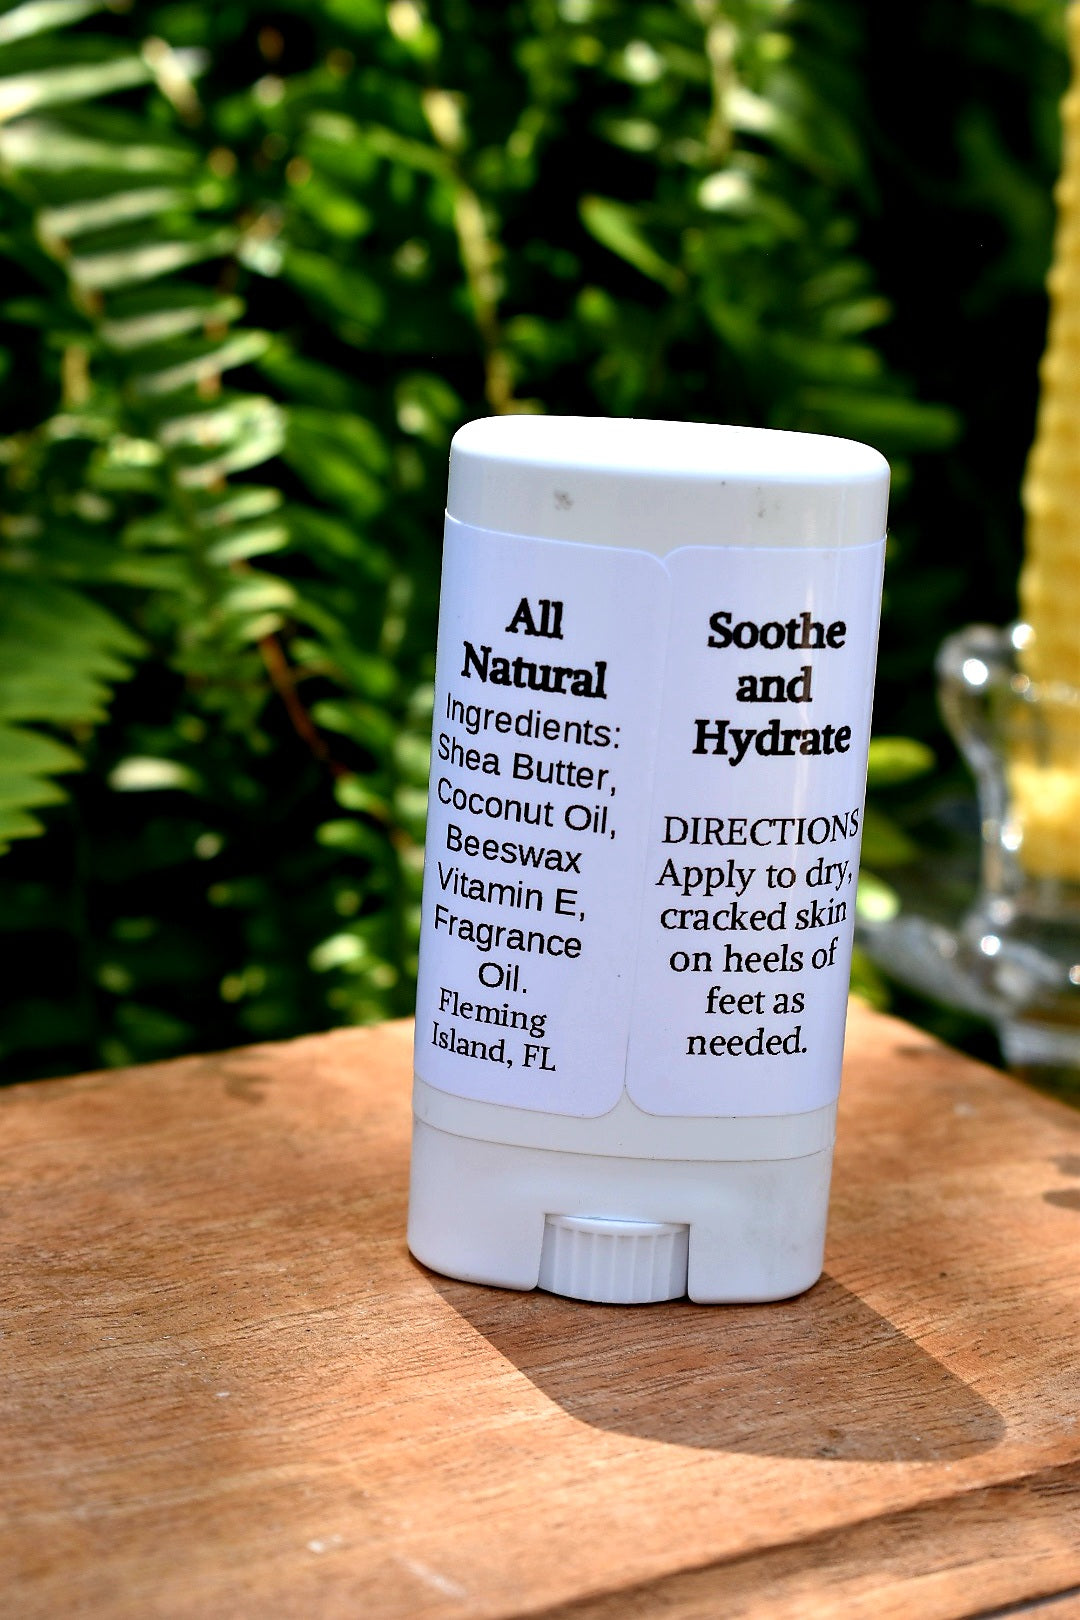 All
Natural
Ingredients:
Shea Butter,
Coconut Oil,
Beeswax
Vitamin E,
Fragrance
Oil.
Fleming
Island, FL
Soothe
and
Hydrate
DIRECTIONS
Apply to dry,
cracked skin
on heels of
feet as
needed.